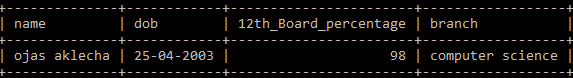 | name | dob | 12th_Board_percentage | branch |
| ojas aklecha | 25-04-2003 | 98 | computer science |